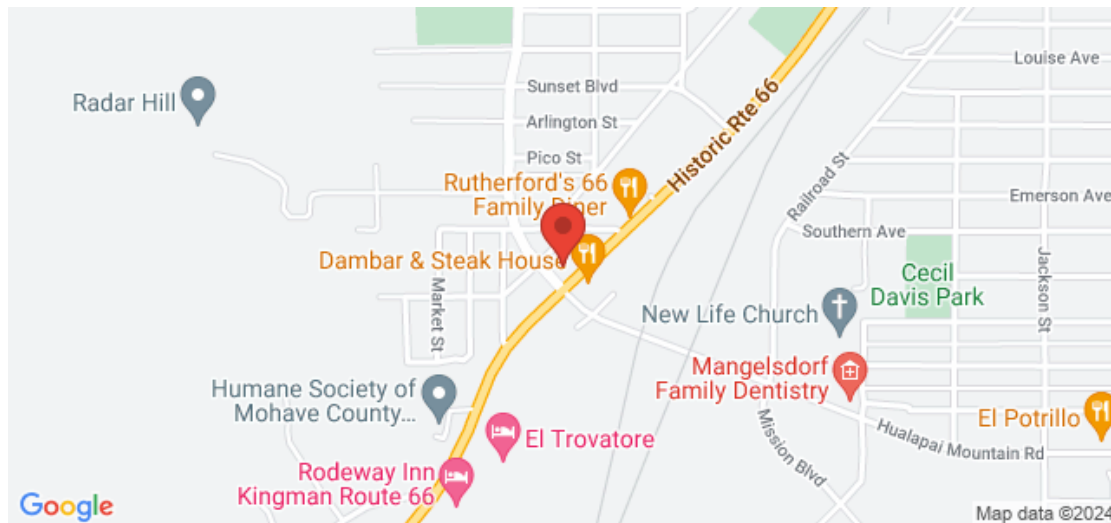 Louise Ave
Sunset Blvd
Radar Hill
Arlington St
Historic Rte 66
Pico St
Railroad St
Rutherford's 66
Family Diner
Emerson Ave
Southern Ave
Dambar & Steak House
Cecil
Davis Park
Jackson St
Market St
New Life Church
Mangelsdorf
Family Dentistry
Humane Society of
Mohave County...
El Potrillo
Mission Blvd
Hualapai Mountain Rd
El Trovatore
Rodeway Inn
Kingman Route 66
Google
Map data ©2024